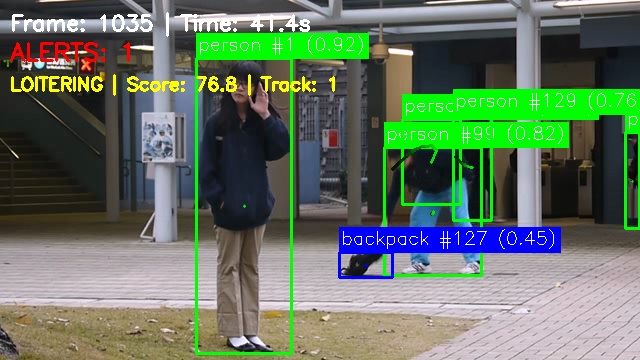 Frame: 1035 | Time: 41.4s
ALERTS: 1
LOITERING | Score: 76.8 | Track: 1
person #1 (0.92)
perso
person #129 (0.76
person #99 (0.82)
p
backpack #127 (0.45)